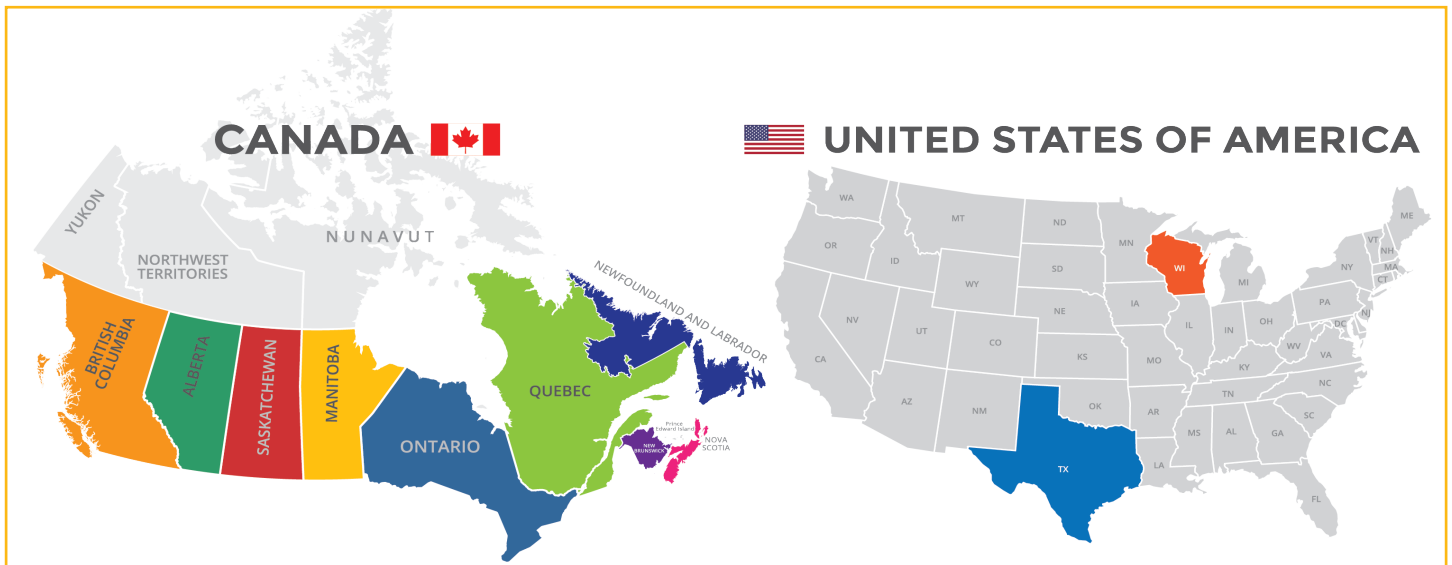 CANADA
UNITED STATES OF AMERICA
YUKON
NORTHWEST
TERRITORIES
NUNAVUT
BRITISH
COLUMBIA
ALBERTA
SASKATCHEWAN
MANITOBA
ONTARIO
QUEBEC
NEWFOUNDLAND AND LABRADOR
Prince
Edward Island
NEW
BRUNSWICK
NOVA
SCOTIA
WA
OR
CA
ID
NV
MT
WY
UT
AZ
CO
NM
ND
SD
NE
KS
OK
TX
MN
IA
MO
AR
LA
WI
IL
MI
IN
OH
KY
TN
MS
AL
GA
FL
SC
NC
VA
WV
DC
PA
NJ
NY
CT
MA
VT
NH
ME